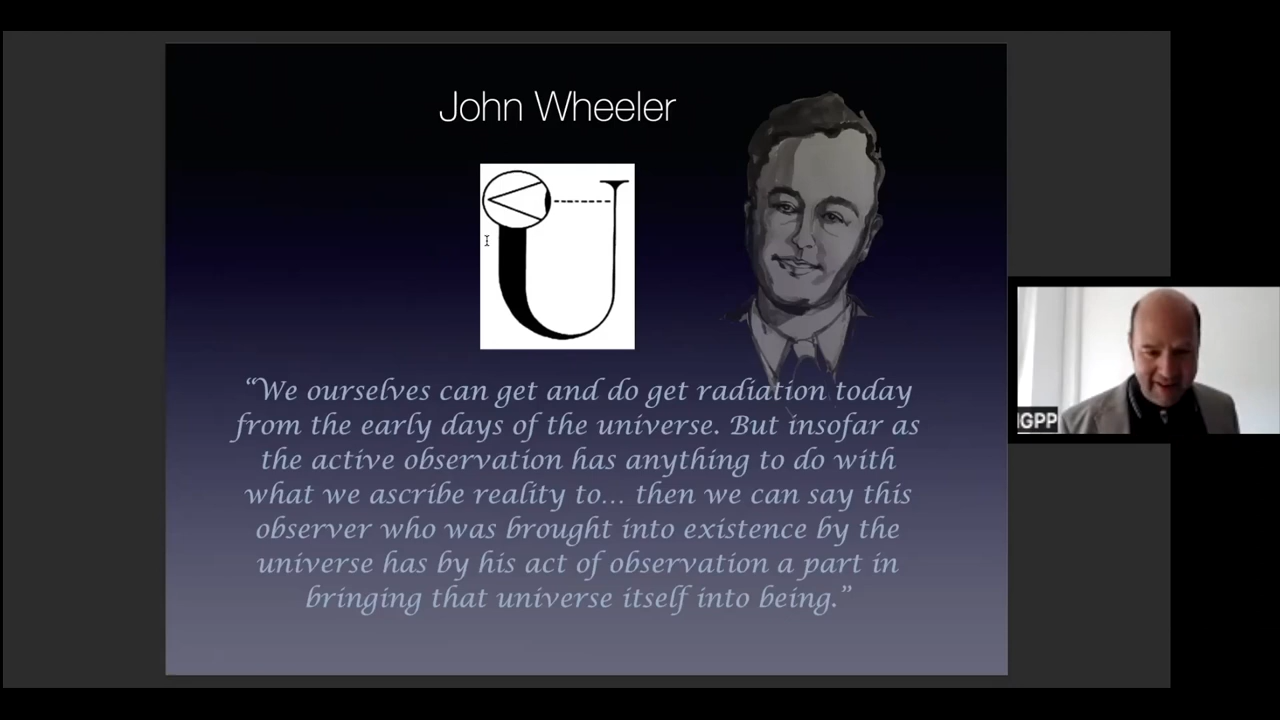 John Wheeler
“We ourselves can get and do get radiation today
from the early days of the universe. But insofar as
the active observation has anything to do with
what we ascribe reality to... then we can say this
observer who was brought into existence by the
universe has by his act of observation a part in
bringing that universe itself into being.”
IGPP